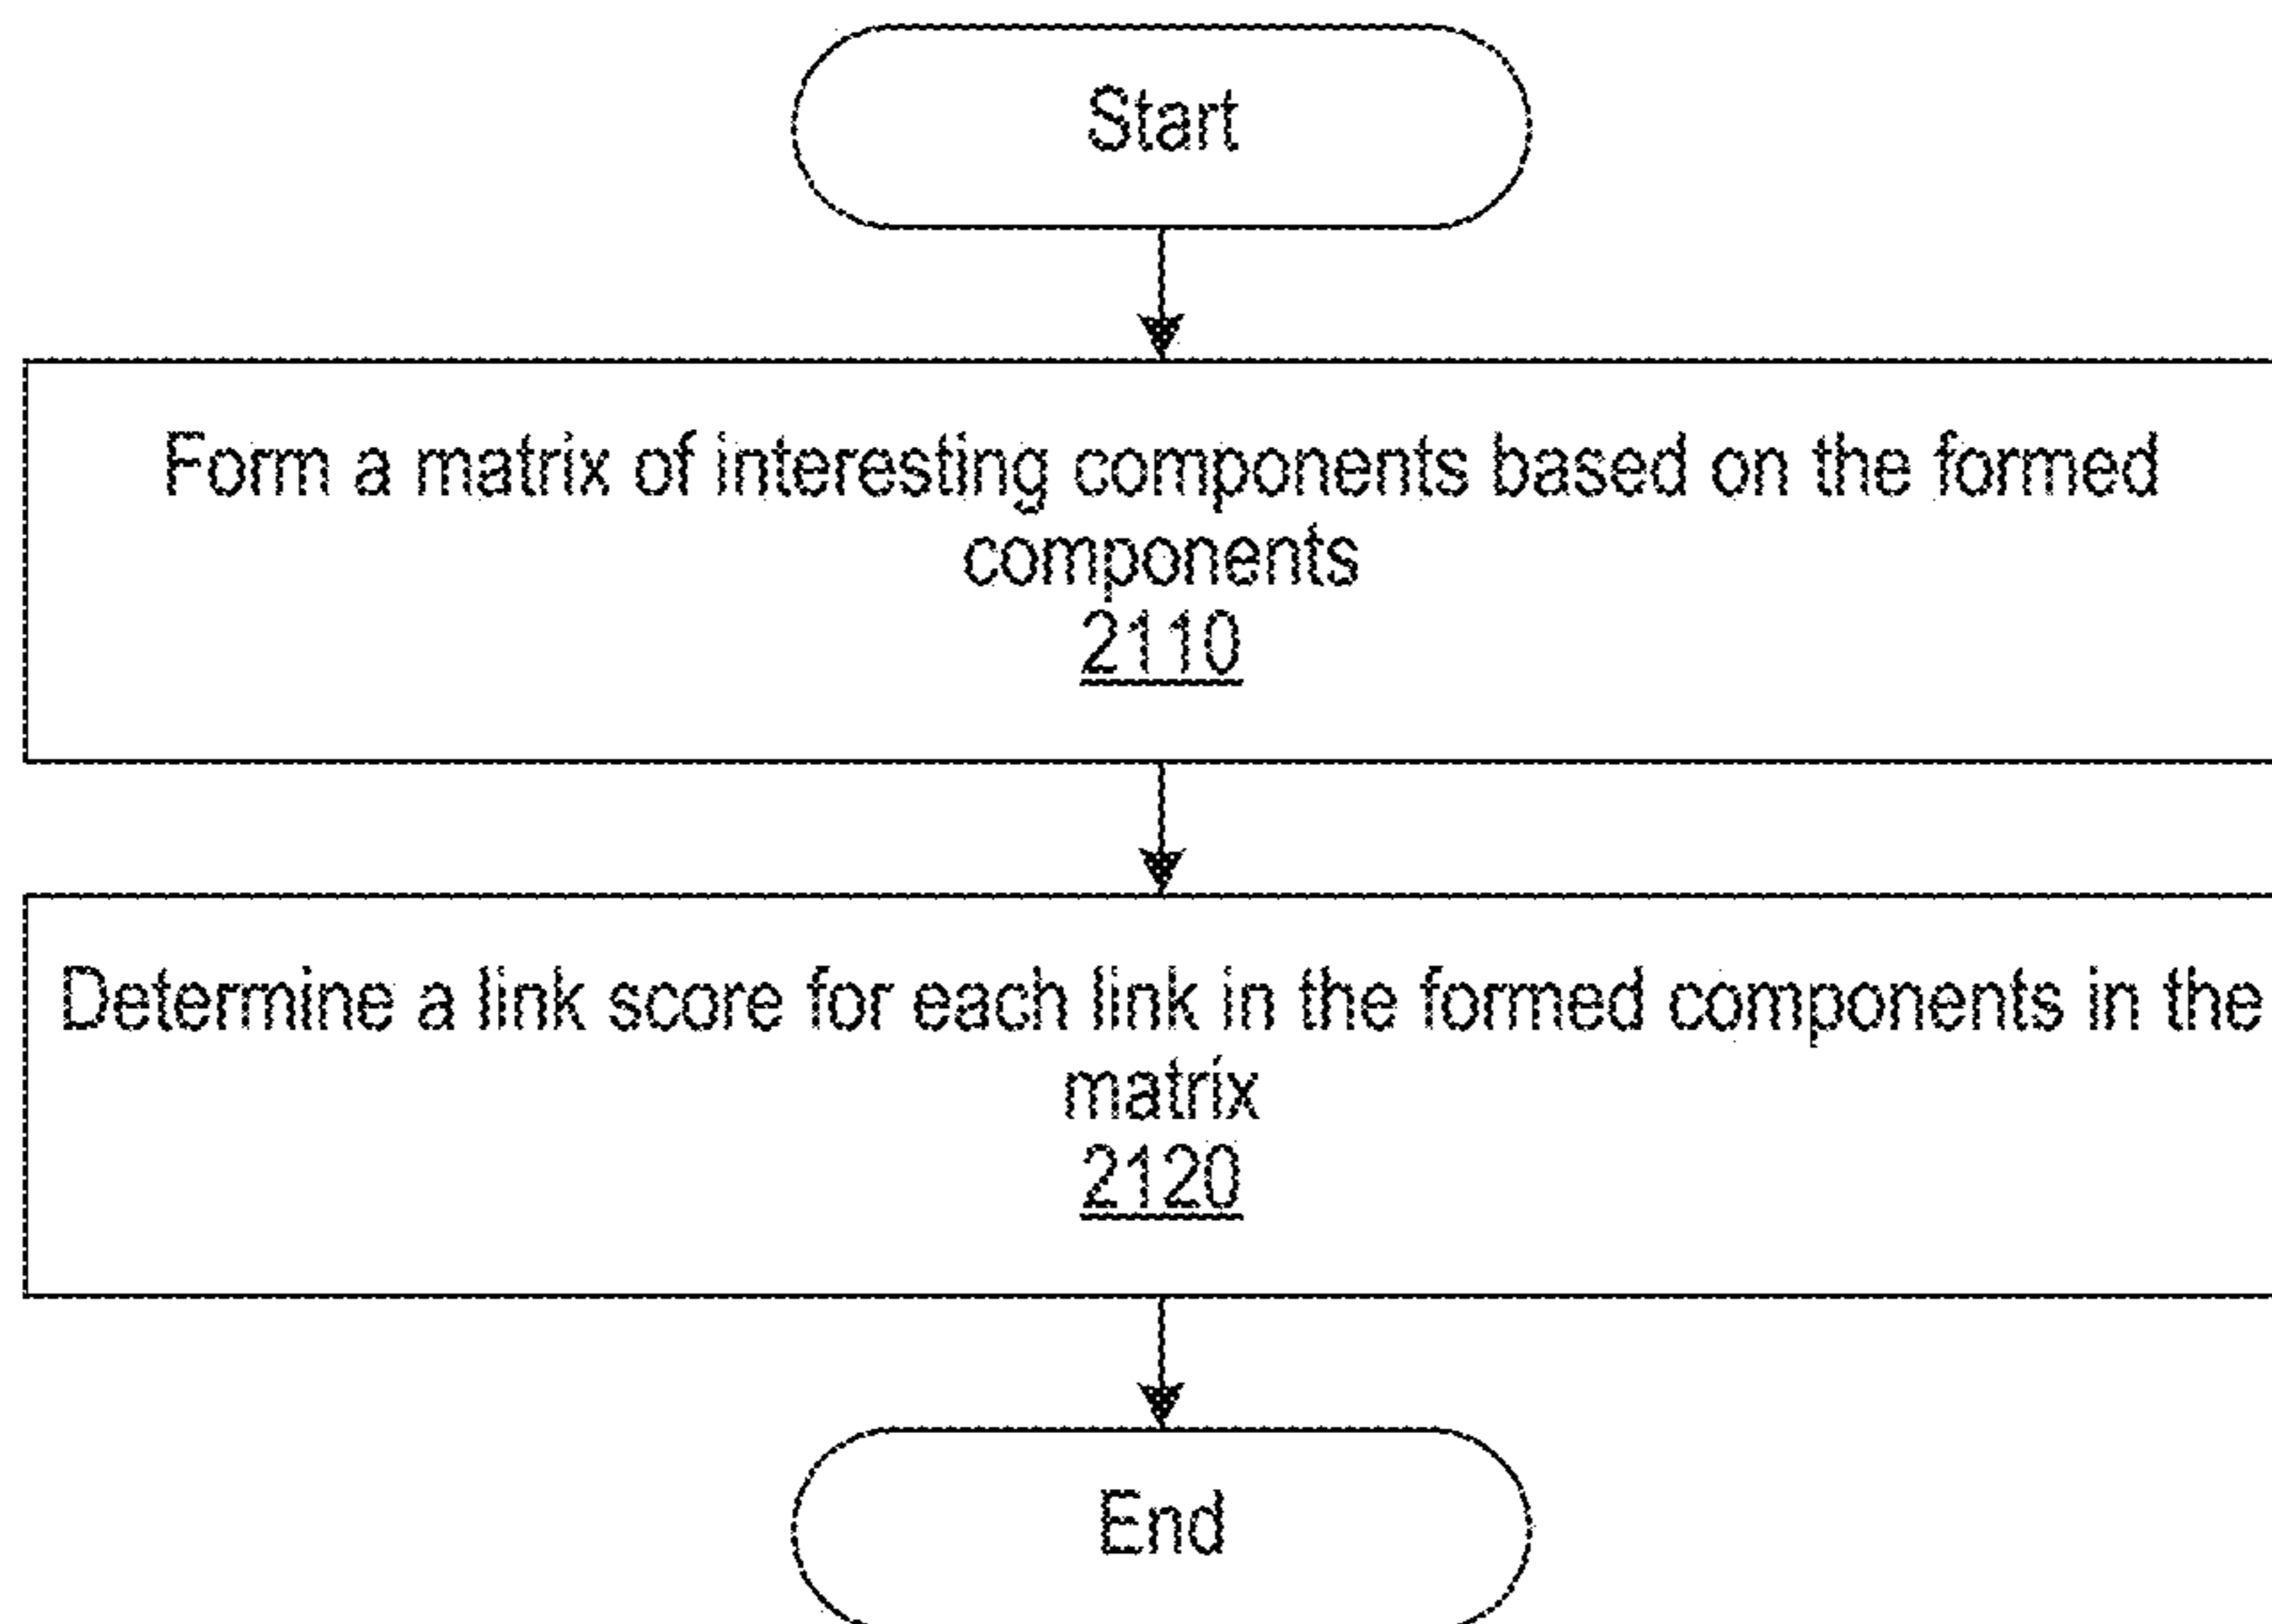 Start
Form a matrix of interesting components based on the formed
components
2110
Determine a link score for each link in the formed components in the
matrix
2120
End